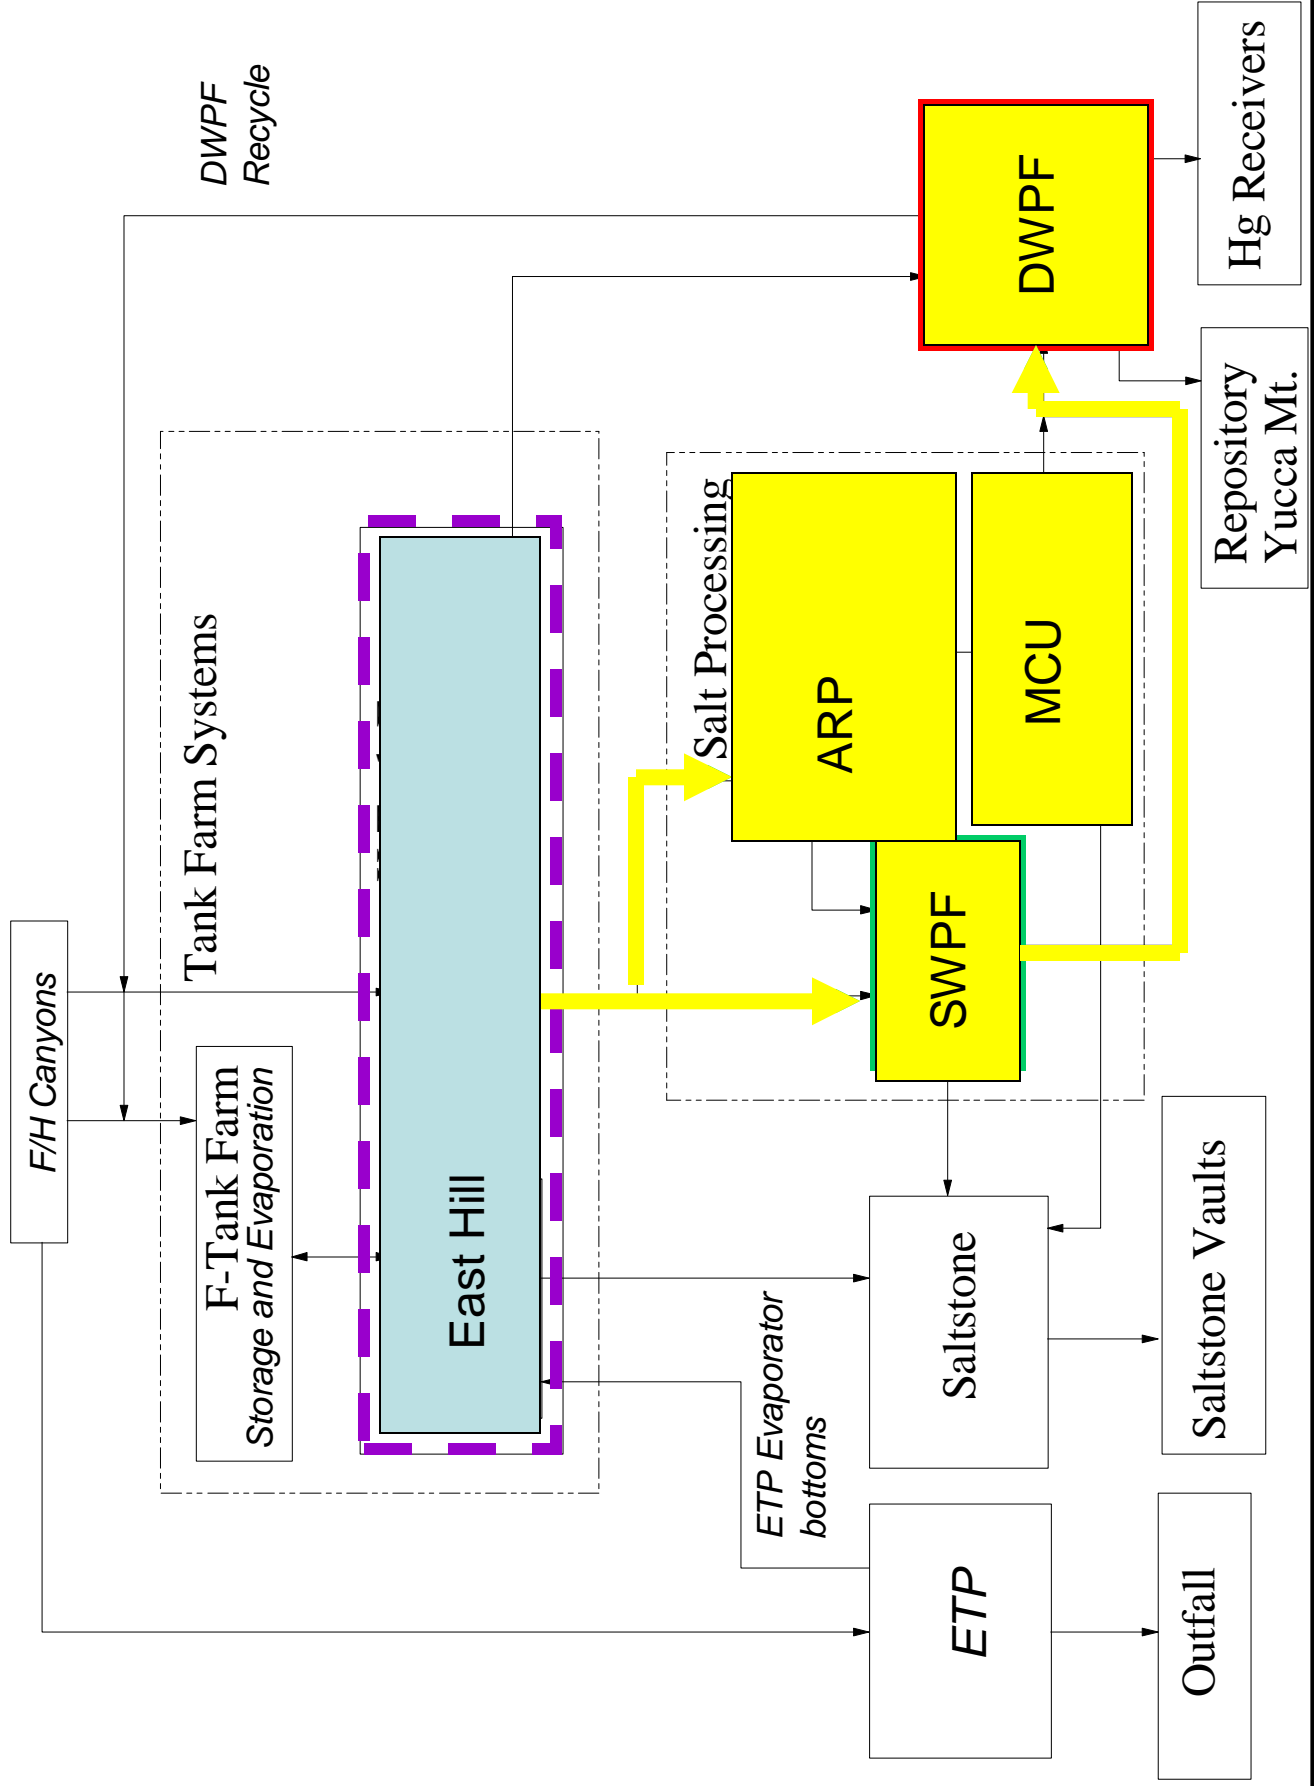 F/H Canyons
DWPF
Recycle
Tank Farm Systems
F-Tank Farm
Storage and Evaporation
East Hill
ETP Evaporator
bottoms
Salt Processing
ARP
SWPF
MCU
DWPF
ETP
Saltstone
Outfall
Saltstone Vaults
Repository
Yucca Mt.
Hg Receivers